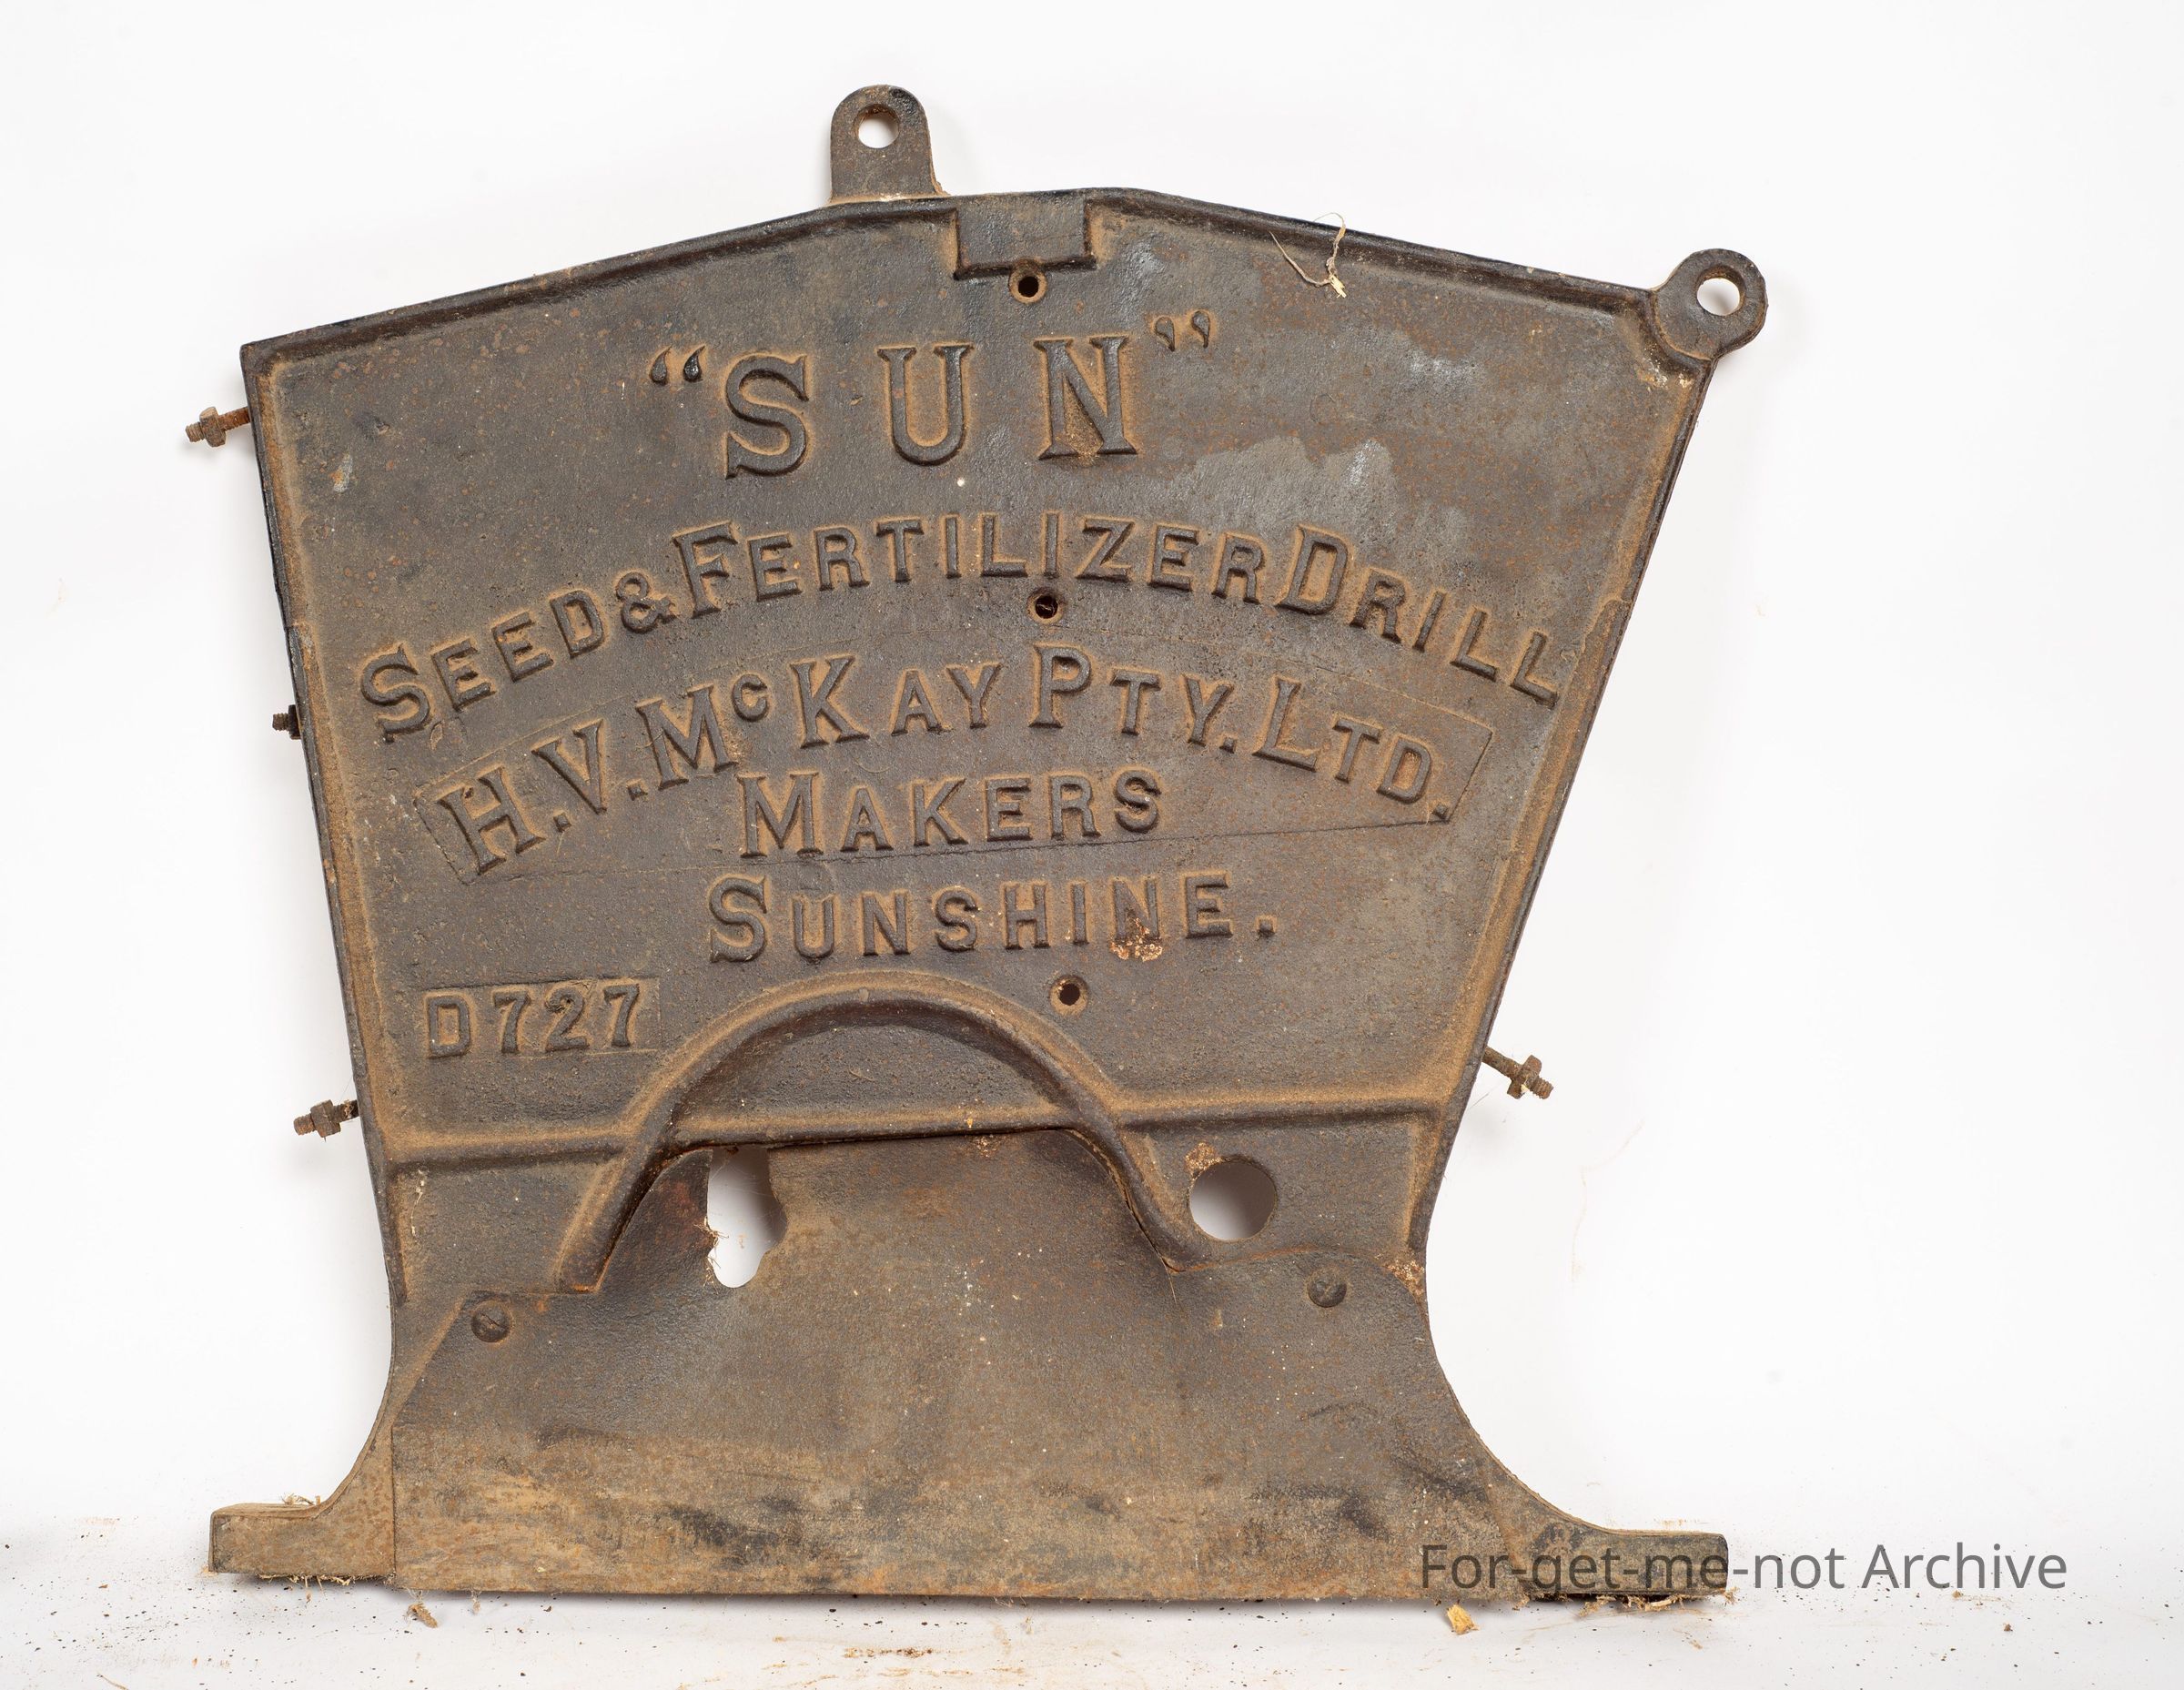 “SUN”
SEED & FERTILIZER DRILL
H.V. McKAY PTY. LTD.
MAKERS
SUNSHINE.
D727
For-get-me-not Archive